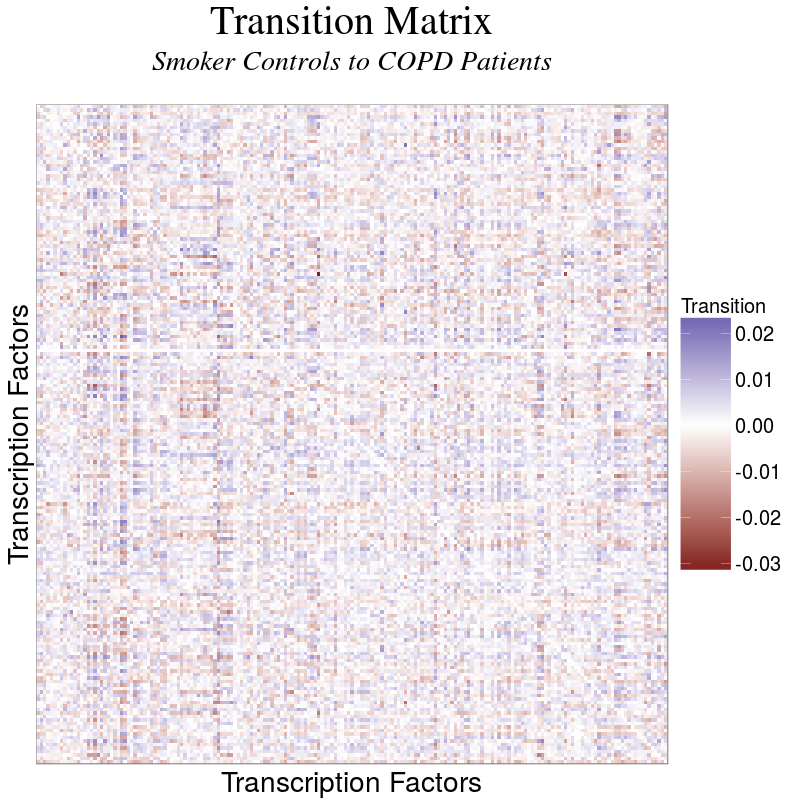 Transition Matrix
Smoker Controls to COPD Patients
Transcription Factors
Transition
0.02
0.01
0.00
-0.01
-0.02
-0.03
Transcription Factors